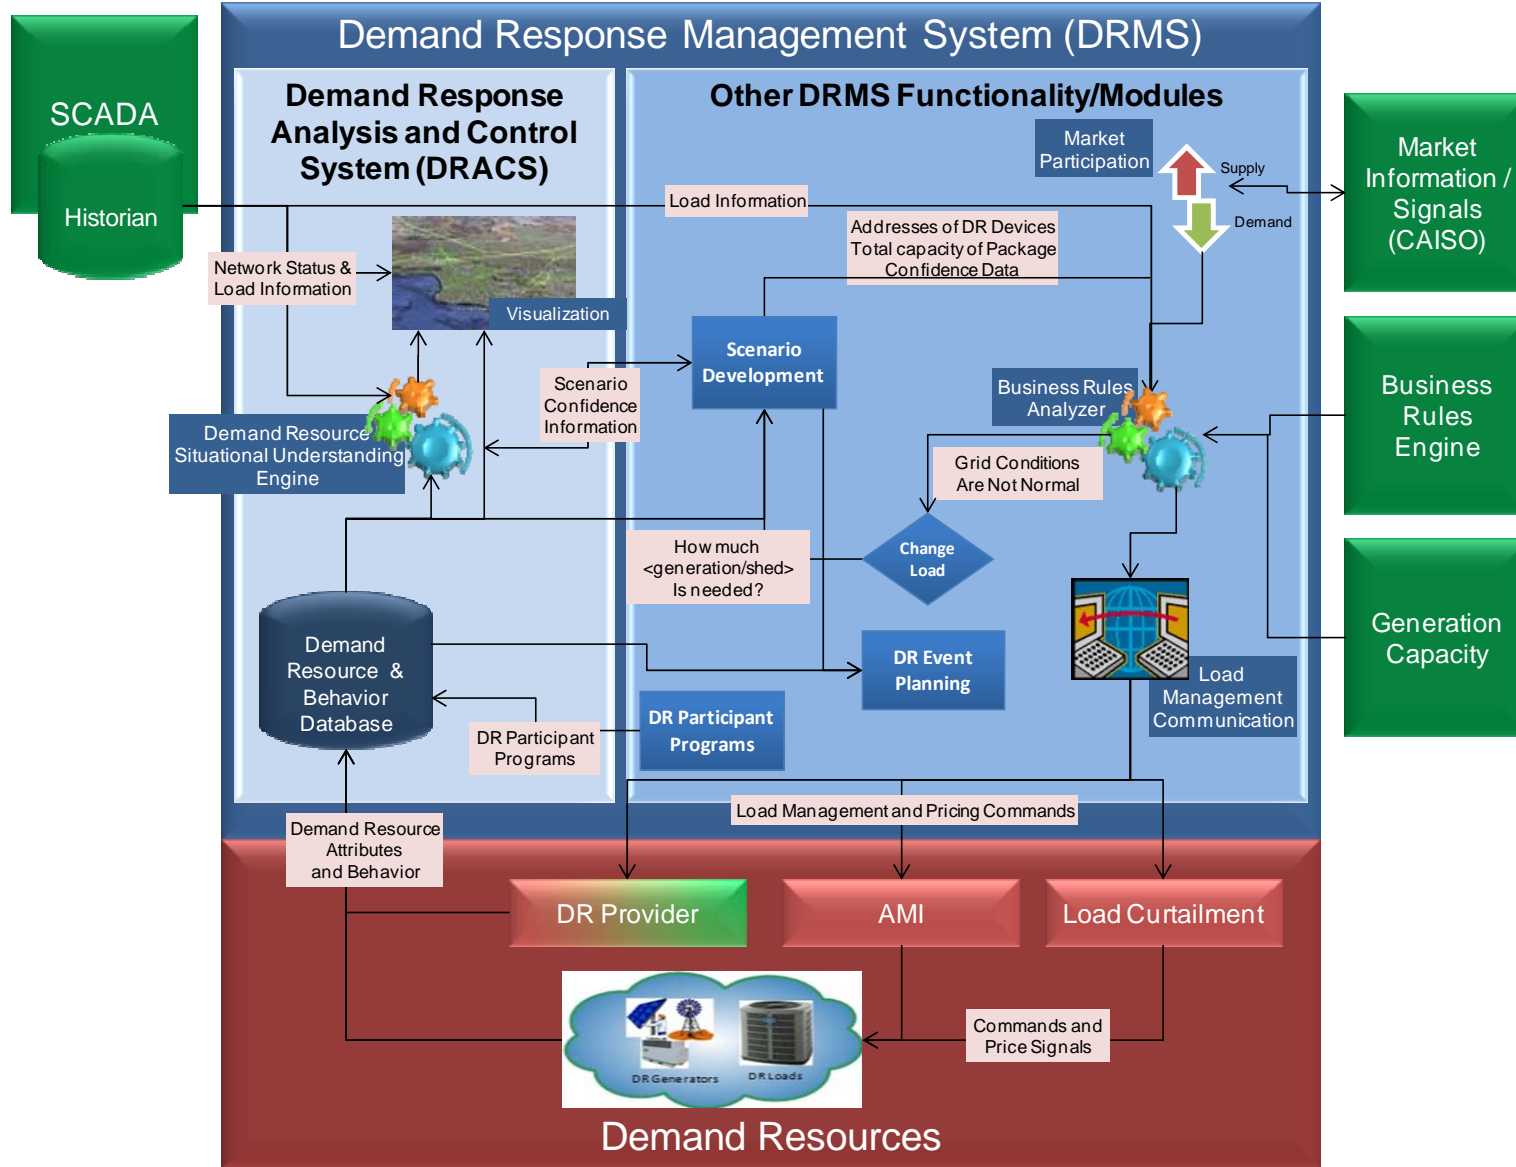 Demand Response Management System (DRMS)
SCADA
Historian
Demand Response
Analysis and Control
System (DRACS)
Other DRMS Functionality/Modules
Market
Participation
Supply
Demand
Market
Information /
Signals
(CAISO)
Load Information
Addresses of DR Devices
Total capacity of Package
Confidence Data
Network Status &
Load Information
Visualization
Scenario
Development
Scenario
Confidence
Information
Business Rules
Analyzer
Business
Rules
Engine
Demand Resource
Situational Understanding
Engine
Grid Conditions
Are Not Normal
How much
<generation/shed>
Is needed?
Change
Load
Generation
Capacity
Demand
Resource &
Behavior
Database
DR Event
Planning
Load
Management
Communication
DR Participant
Programs
DR Participant
Programs
Load Management and Pricing Commands
Demand Resource
Attributes
and Behavior
DR Provider
AMI
Load Curtailment
Commands and
Price Signals
DR Generators
DR Loads
Demand Resources